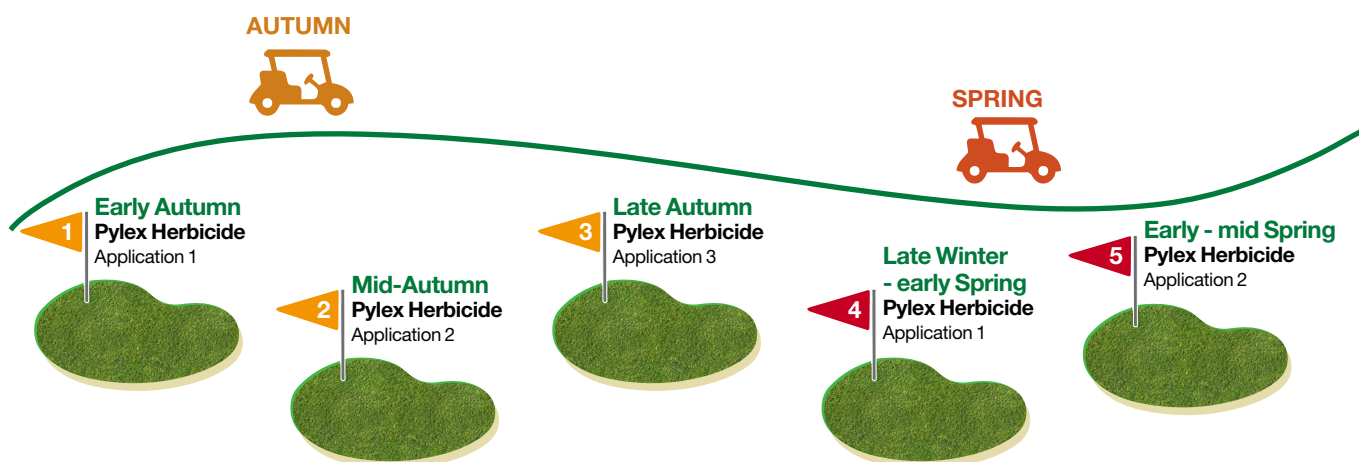 AUTUMN
SPRING
1
Early Autumn
Pylex Herbicide
Application 1
2
Mid-Autumn
Pylex Herbicide
Application 2
3
Late Autumn
Pylex Herbicide
Application 3
4
Late Winter
- early Spring
Pylex Herbicide
Application 1
5
Early - mid Spring
Pylex Herbicide
Application 2